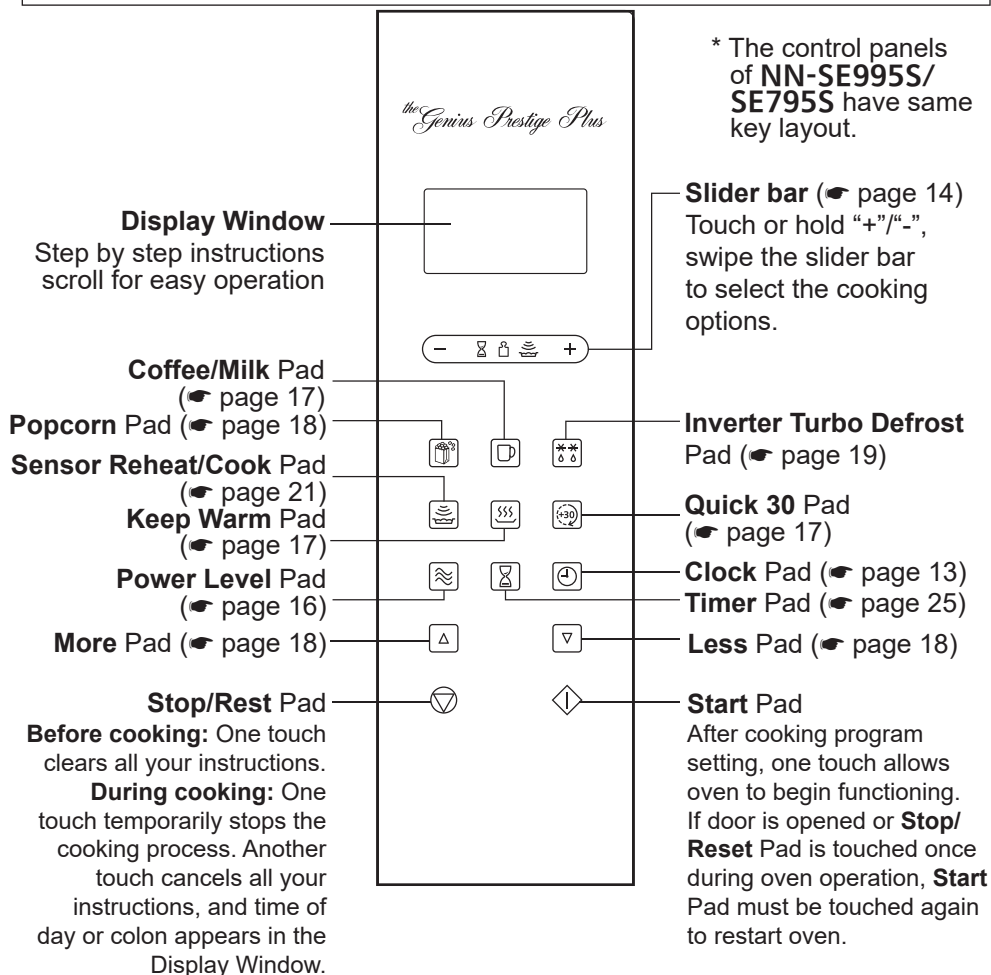 the Genius Prestige Plus
* The control panels
of NN-SE995S/
SE795S have same
key layout.
Display Window
Step by step instructions
scroll for easy operation
Slider bar (☛ page 14)
Touch or hold “+”/“-”,
swipe the slider bar
to select the cooking
options.
− +
Coffee/Milk Pad
(☛ page 17)
Popcorn Pad (☛ page 18)
Sensor Reheat/Cook Pad
(☛ page 21)
Keep Warm Pad
(☛ page 17)
Power Level Pad
(☛ page 16)
More Pad (☛ page 18)
+30
Inverter Turbo Defrost
Pad (☛ page 19)
Quick 30 Pad
(☛ page 17)
Clock Pad (☛ page 13)
Timer Pad (☛ page 25)
Less Pad (☛ page 18)
Stop/Rest Pad
Before cooking: One touch
clears all your instructions.
During cooking: One
touch temporarily stops the
cooking process. Another
touch cancels all your
instructions, and time of
day or colon appears in the
Display Window.
Start Pad
After cooking program
setting, one touch allows
oven to begin functioning.
If door is opened or Stop/
Reset Pad is touched once
during oven operation, Start
Pad must be touched again
to restart oven.